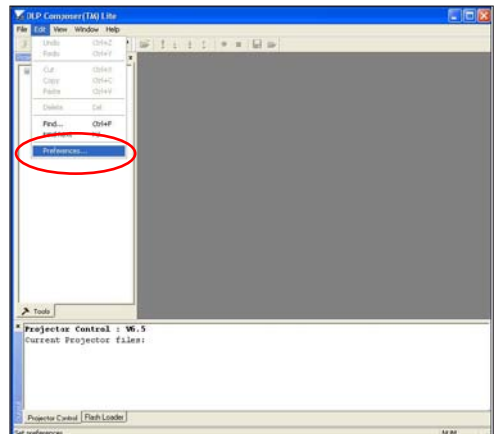 DLP Composer(TM) Lite
File Edit View Window Help
Undo Ctrl+Z
Redo Ctrl+Y
Cut Ctrl+X
Copy Ctrl+C
Paste Ctrl+V
Delete Del
Find... Ctrl+F
Preferences...
Tools
Projector Control : V6.5
Current Projector files:
Projector Control Flash Loader
Set preferences
NUM